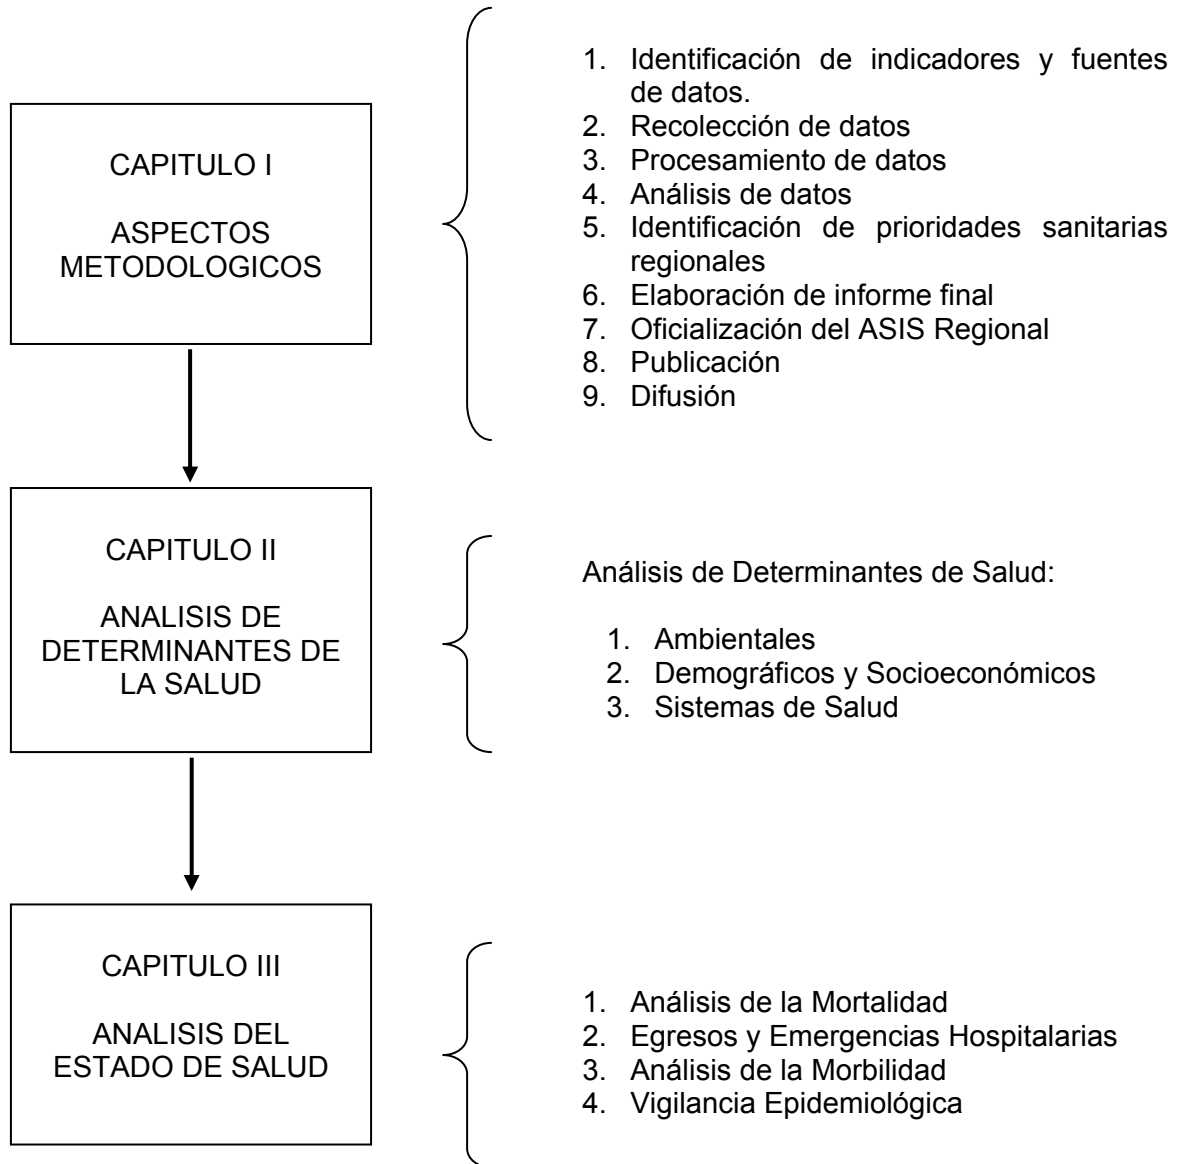 CAPITULO I
ASPECTOS
METODOLOGICOS
1. Identificación de indicadores y fuentes
de datos.
2. Recolección de datos
3. Procesamiento de datos
4. Análisis de datos
5. Identificación de prioridades sanitarias
regionales
6. Elaboración de informe final
7. Oficialización del ASIS Regional
8. Publicación
9. Difusión
CAPITULO II
ANALISIS DE
DETERMINANTES DE
LA SALUD
Análisis de Determinantes de Salud:
1. Ambientales
2. Demográficos y Socioeconómicos
3. Sistemas de Salud
CAPITULO III
ANALISIS DEL
ESTADO DE SALUD
1. Análisis de la Mortalidad
2. Egresos y Emergencias Hospitalarias
3. Análisis de la Morbilidad
4. Vigilancia Epidemiológica